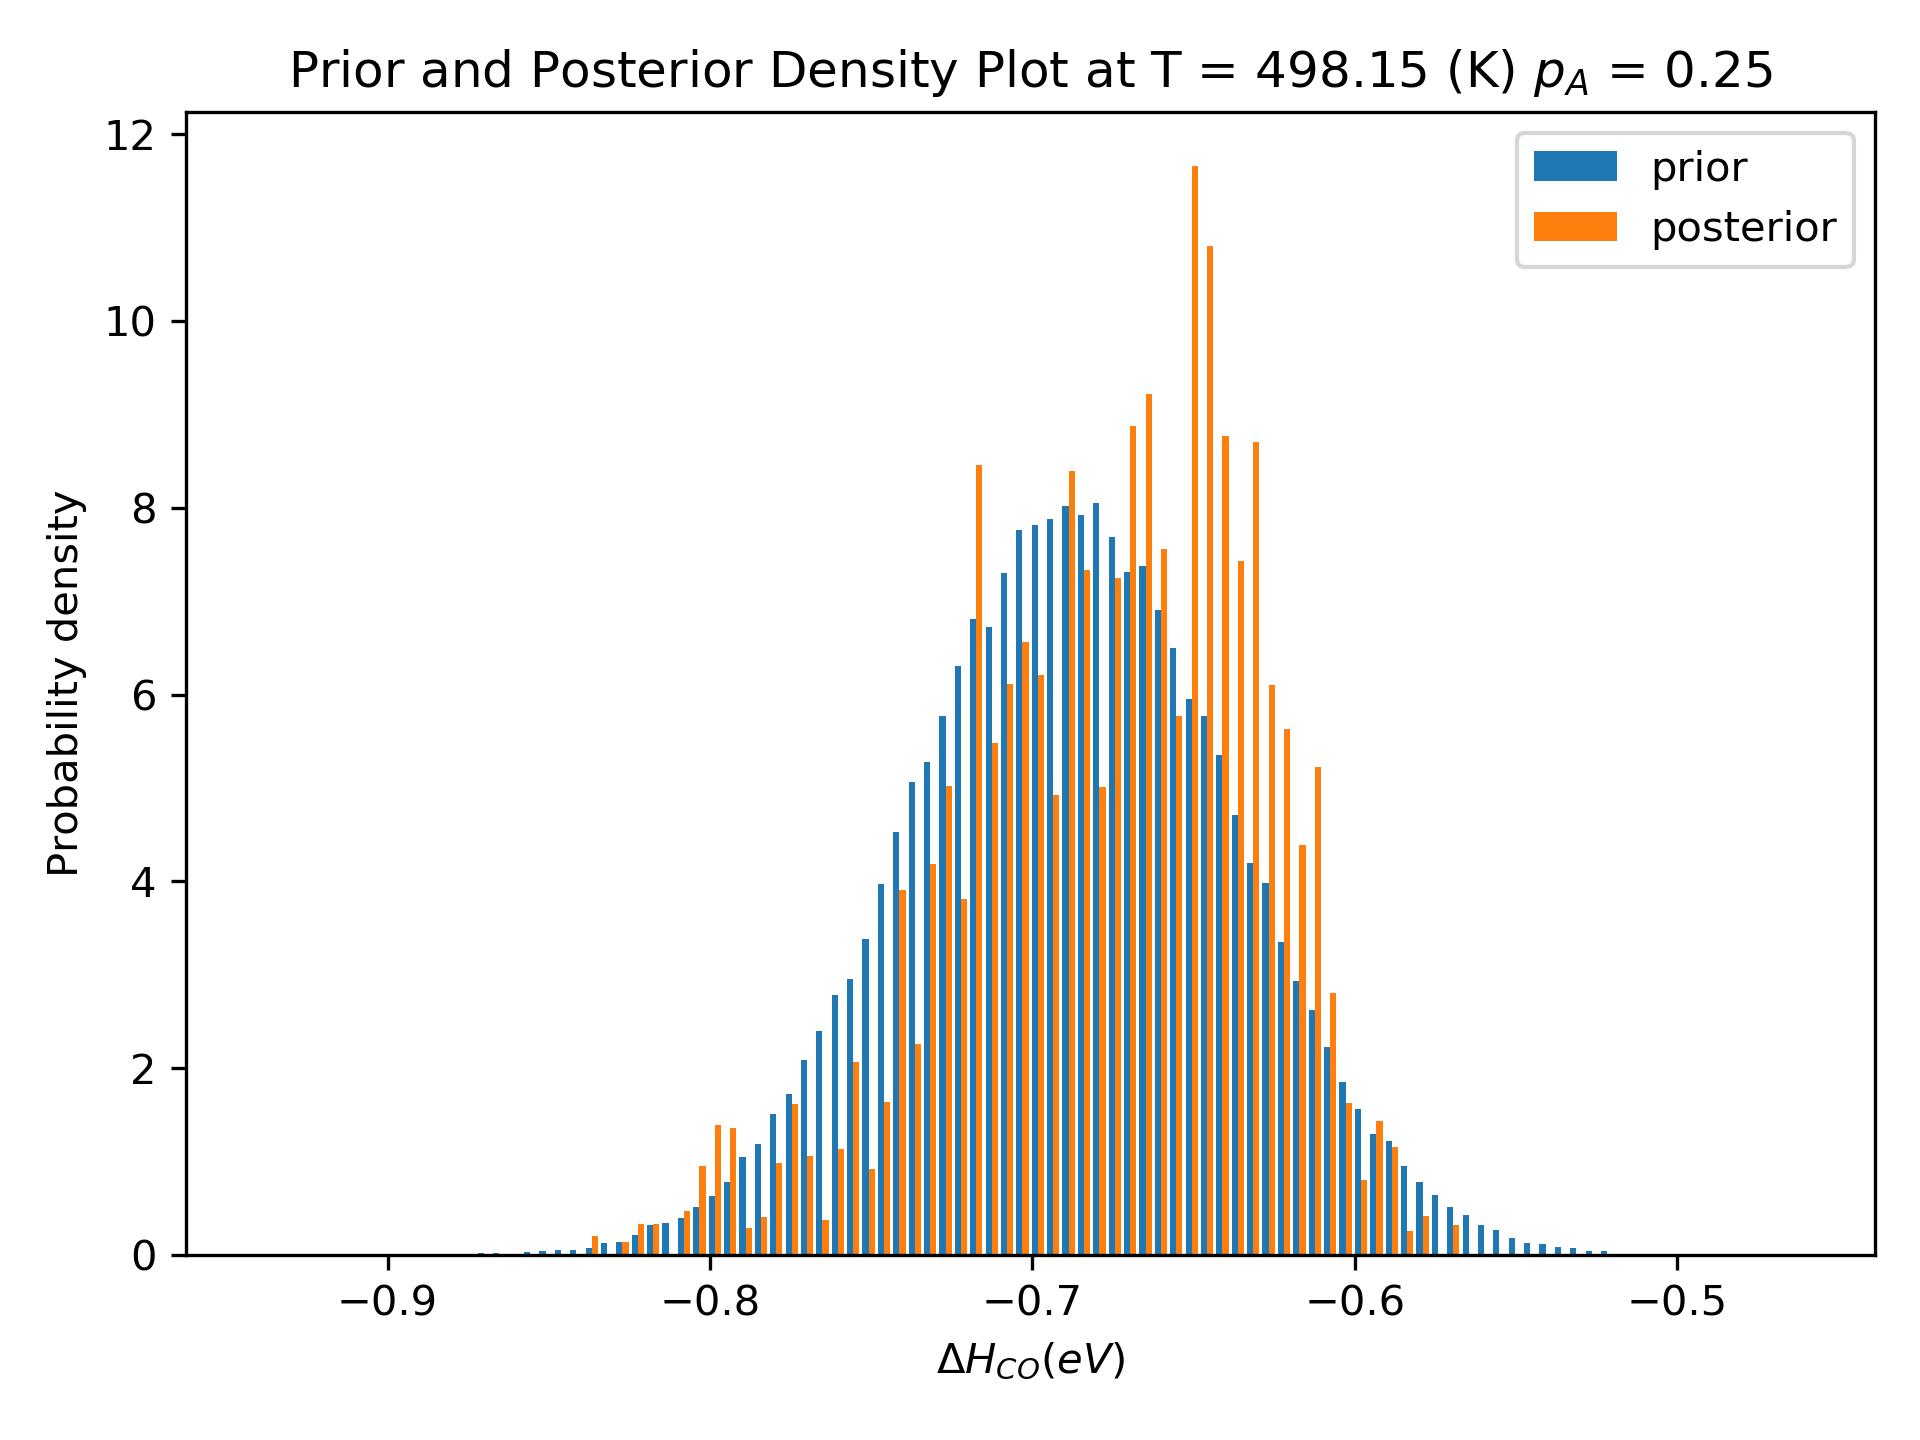 Prior and Posterior Density Plot at T = 498.15 (K) p_A = 0.25
prior
posterior
12
10
8
6
4
2
0
Probability density
−0.9 −0.8 −0.7 −0.6 −0.5
ΔH_CO(eV)